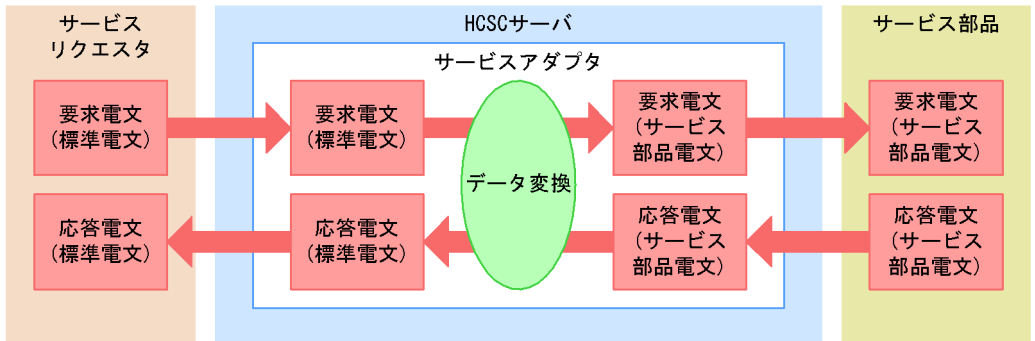 サービス
リクエスタ
HCSCサーバ
サービス部品
サービスアダプタ
要求電文
(標準電文)
要求電文
(標準電文)
要求電文
(サービス
部品電文)
要求電文
(サービス
部品電文)
データ変換
応答電文
(標準電文)
応答電文
(標準電文)
応答電文
(サービス
部品電文)
応答電文
(サービス
部品電文)